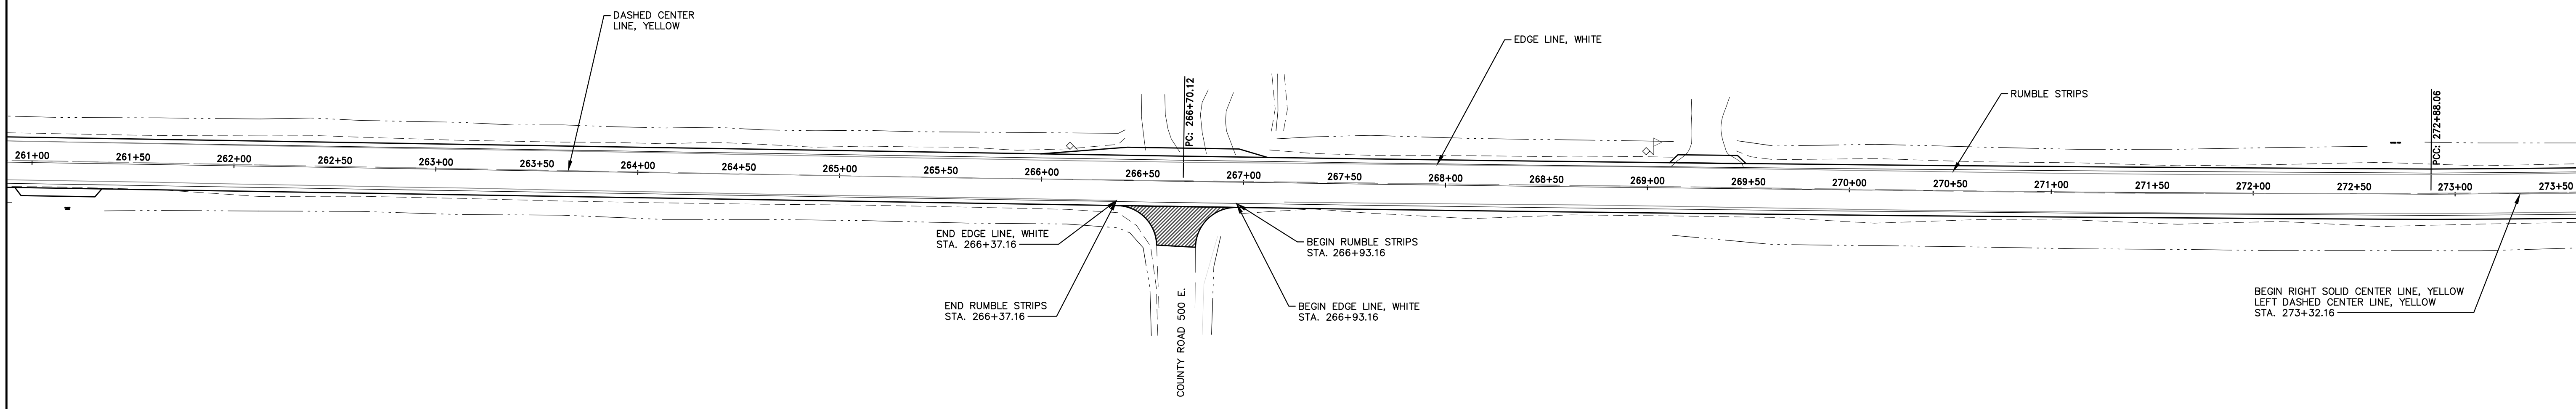 DASHED CENTER
LINE, YELLOW
EDGE LINE, WHITE
RUMBLE STRIPS
PC: 266+70.12
PCC: 272+88.06
261+00
261+50
262+00
262+50
263+00
263+50
264+00
264+50
265+00
265+50
266+00
266+50
267+00
267+50
268+00
268+50
269+00
269+50
270+00
270+50
271+00
271+50
272+00
272+50
273+00
273+50
END EDGE LINE, WHITE
STA. 266+37.16
BEGIN RUMBLE STRIPS
STA. 266+93.16
END RUMBLE STRIPS
STA. 266+37.16
BEGIN EDGE LINE, WHITE
STA. 266+93.16
COUNTY ROAD 500 E.
BEGIN RIGHT SOLID CENTER LINE, YELLOW
LEFT DASHED CENTER LINE, YELLOW
STA. 273+32.16